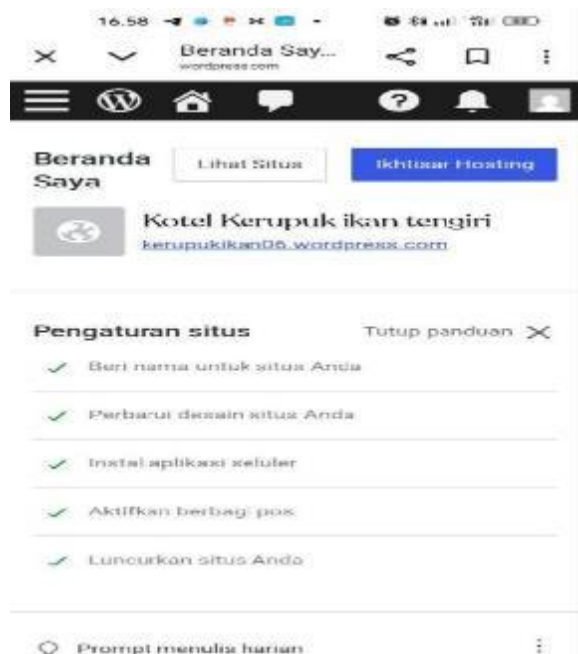 16.58
Beranda Say...
wordpress.com
Beranda Saya
Lihat Situs
Ikhtisar Hosting
Kotel Kerupuk ikan tengiri
kerupukikan06.wordpress.com
Pengaturan situs
Tutup panduan
Beri nama untuk situs Anda
Perbarui desain situs Anda
Instal aplikasi seluler
Aktifkan berbagi pos
Luncurkan situs Anda
Prompt menulis harian